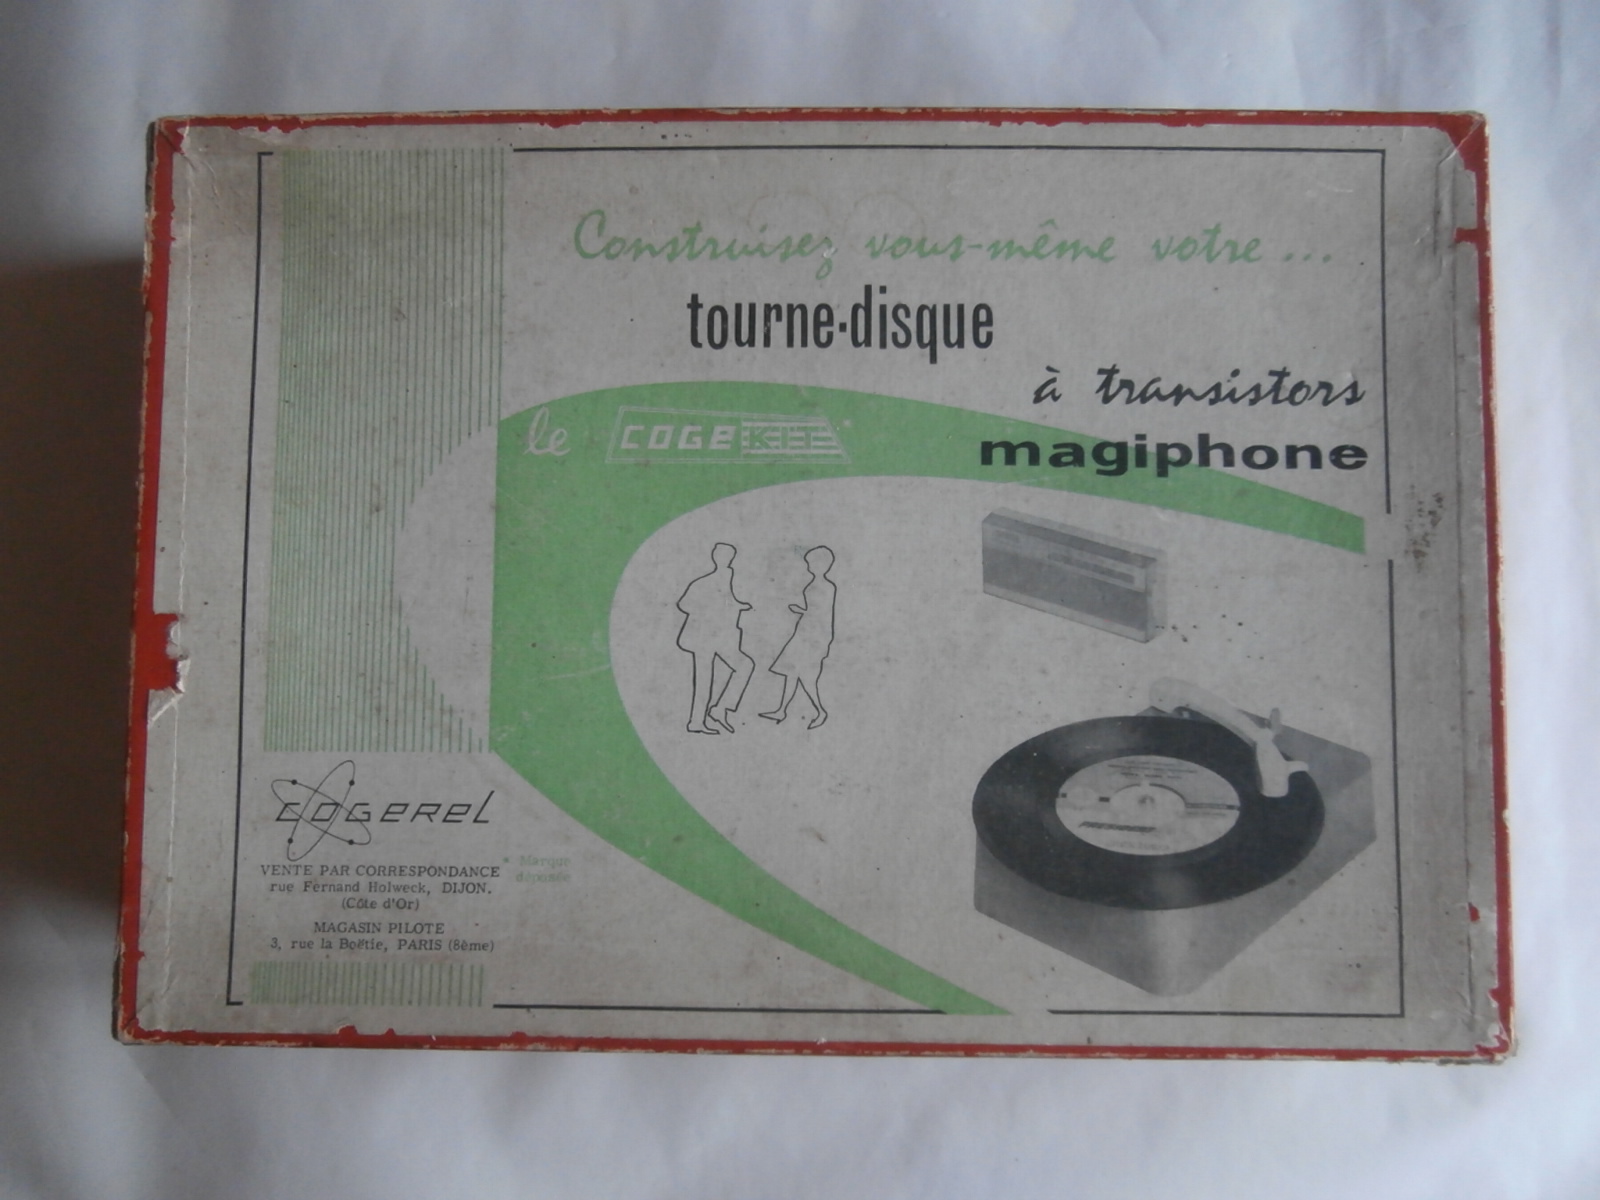 Construisez vous-même votre ...
tourne-disque
à transistors
le COGEKIT*
magiphone
COGEREL
VENTE PAR CORRESPONDANCE
rue Fernand Holweck, DIJON.
(Côte d'Or)
MAGASIN PILOTE
3, rue la Boëtie, PARIS (8ème)
* Marque
déposée